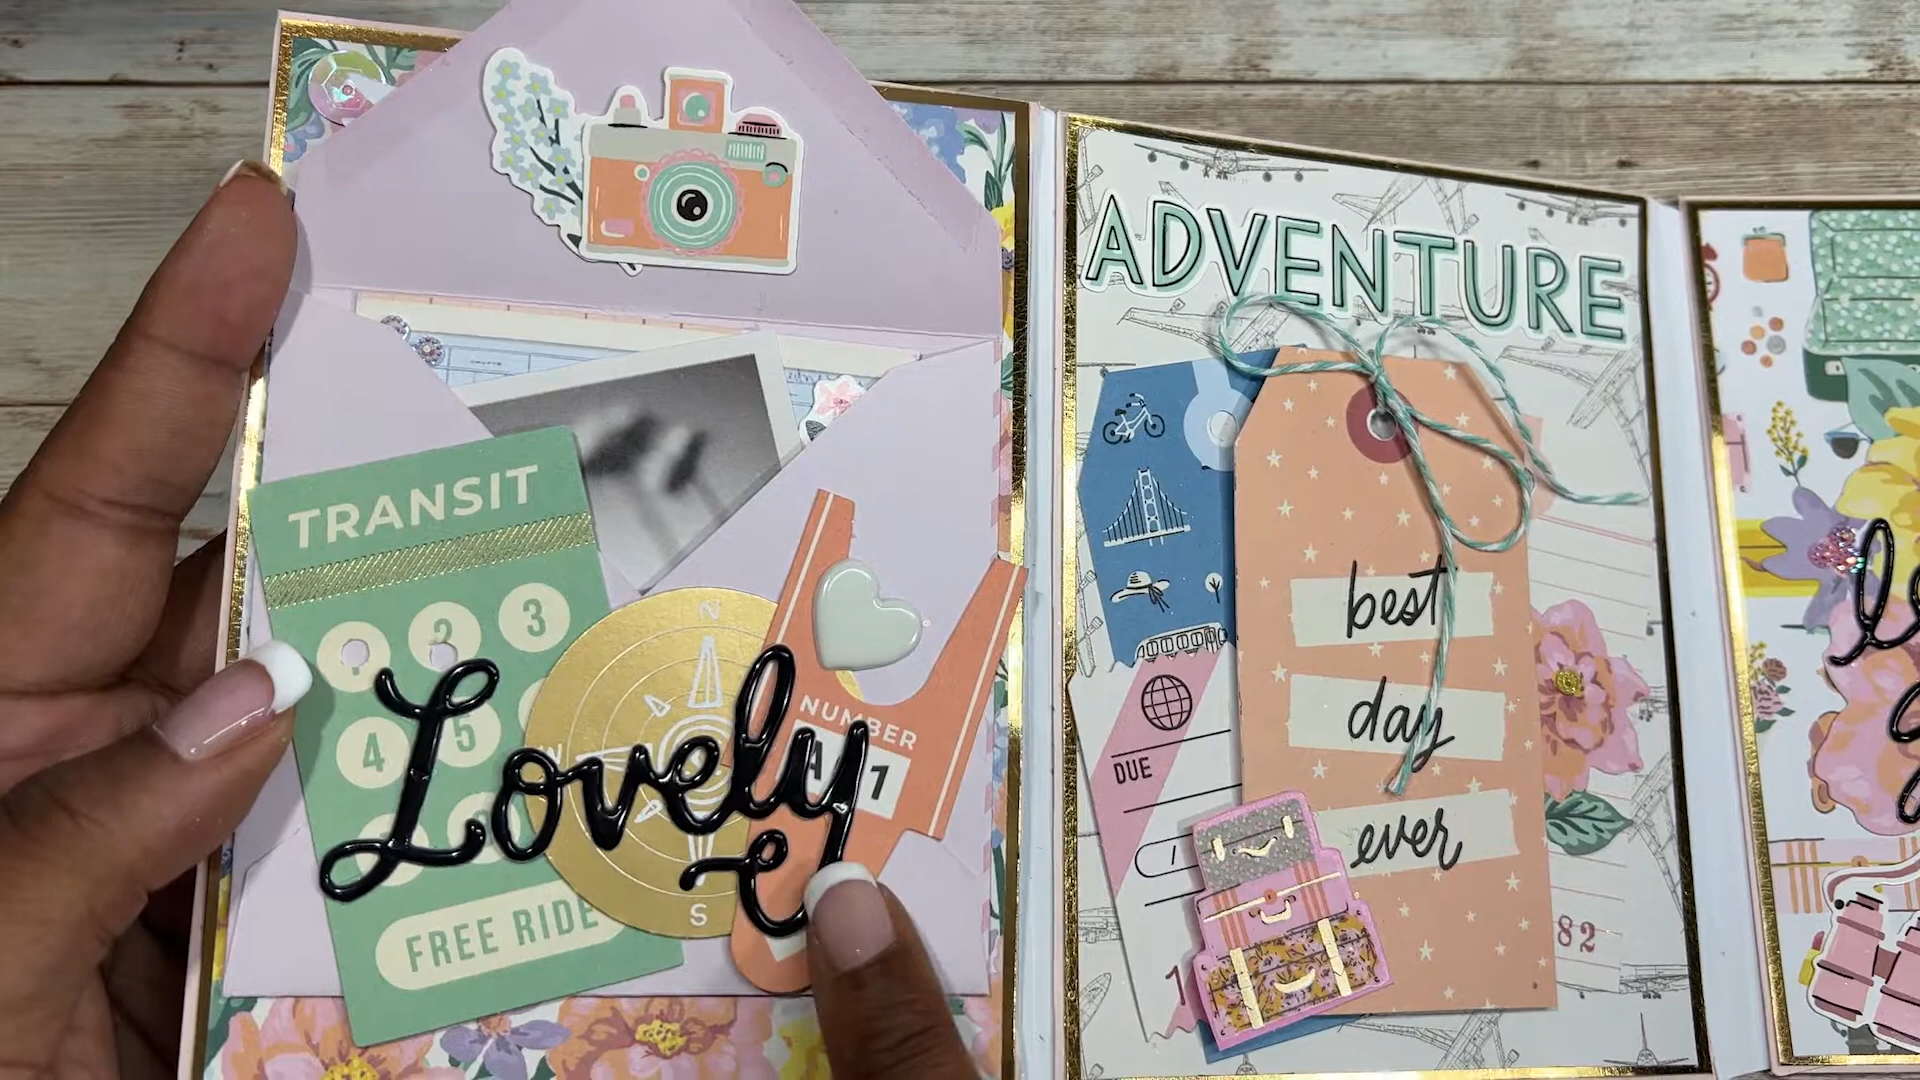 TRANSIT
2 3
4 5
FREE RIDE
N
W
S
NUMBER
A 7
Lovely
ADVENTURE
best
day
ever
DUE
1
82